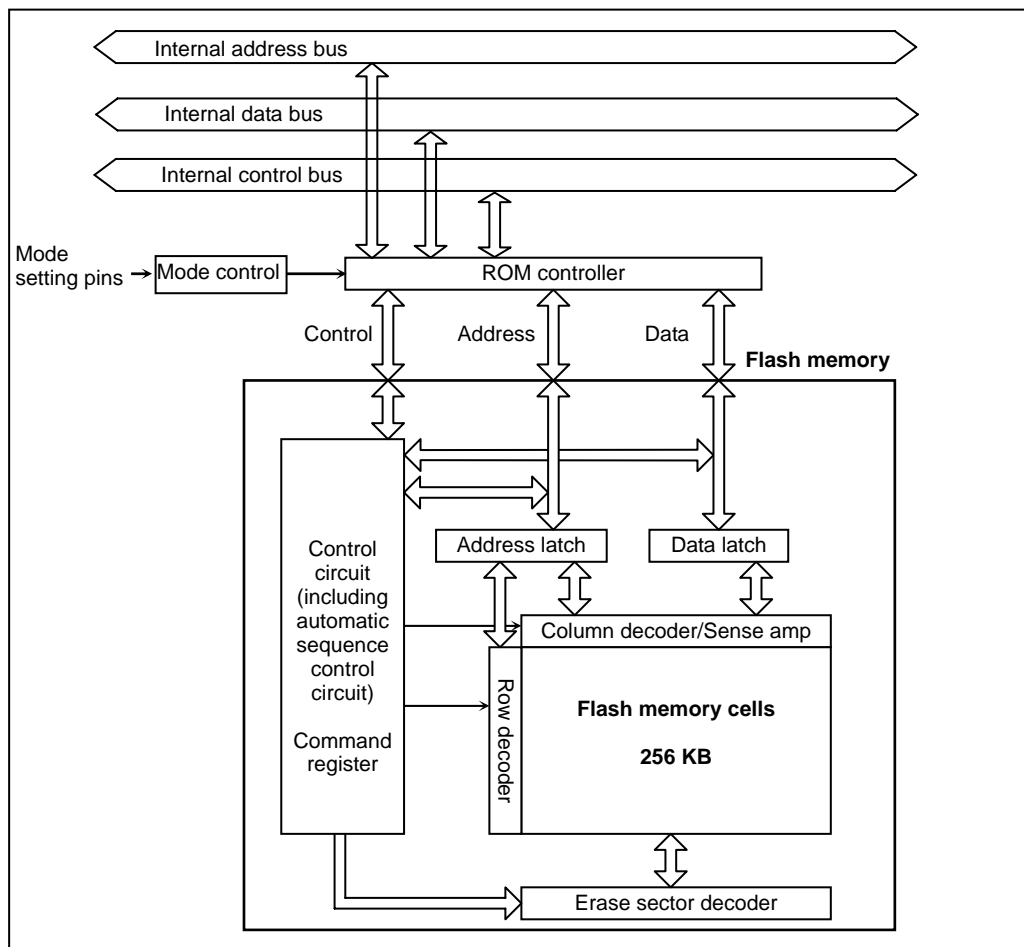 Internal address bus
Internal data bus
Internal control bus
Mode
setting pins
Mode control
ROM controller
Control
Address
Data
Flash memory
Control
circuit
(including
automatic
sequence
control
circuit)
Command
register
Address latch
Data latch
Column decoder/Sense amp
Row decoder
Flash memory cells
256 KB
Erase sector decoder